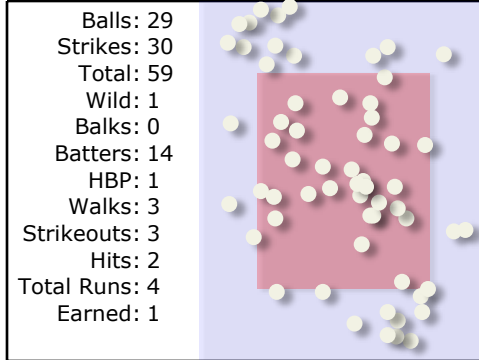 Balls: 29
Strikes: 30
Total: 59
Wild: 1
Balks: 0
Batters: 14
HBP: 1
Walks: 3
Strikeouts: 3
Hits: 2
Total Runs: 4
Earned: 1